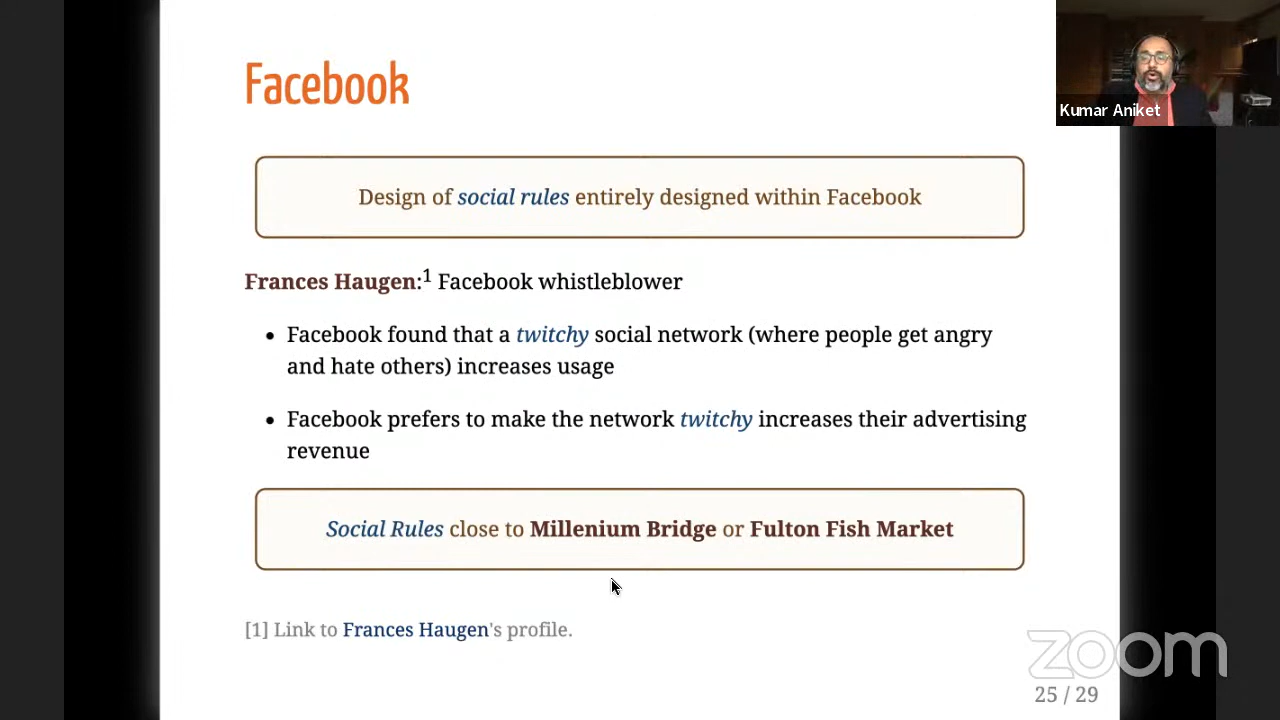 Facebook
Kumar Aniket
Design of social rules entirely designed within Facebook
Frances Haugen:1 Facebook whistleblower
• Facebook found that a twitchy social network (where people get angry
and hate others) increases usage
• Facebook prefers to make the network twitchy increases their advertising
revenue
Social Rules close to Millenium Bridge or Fulton Fish Market
[1] Link to Frances Haugen's profile.
zoom
25 / 29